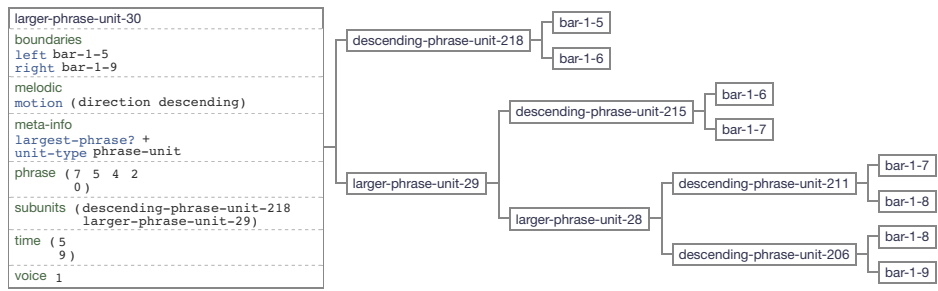 larger-phrase-unit-30
boundaries
left bar-1-5
right bar-1-9
melodic
motion (direction descending)
meta-info
largest-phrase? +
unit-type phrase-unit
phrase (7 5 4 2
0)
subunits (descending-phrase-unit-218
larger-phrase-unit-29)
time (5
9)
voice 1
descending-phrase-unit-218
bar-1-5
bar-1-6
larger-phrase-unit-29
descending-phrase-unit-215
bar-1-6
bar-1-7
larger-phrase-unit-28
descending-phrase-unit-211
bar-1-7
bar-1-8
descending-phrase-unit-206
bar-1-8
bar-1-9